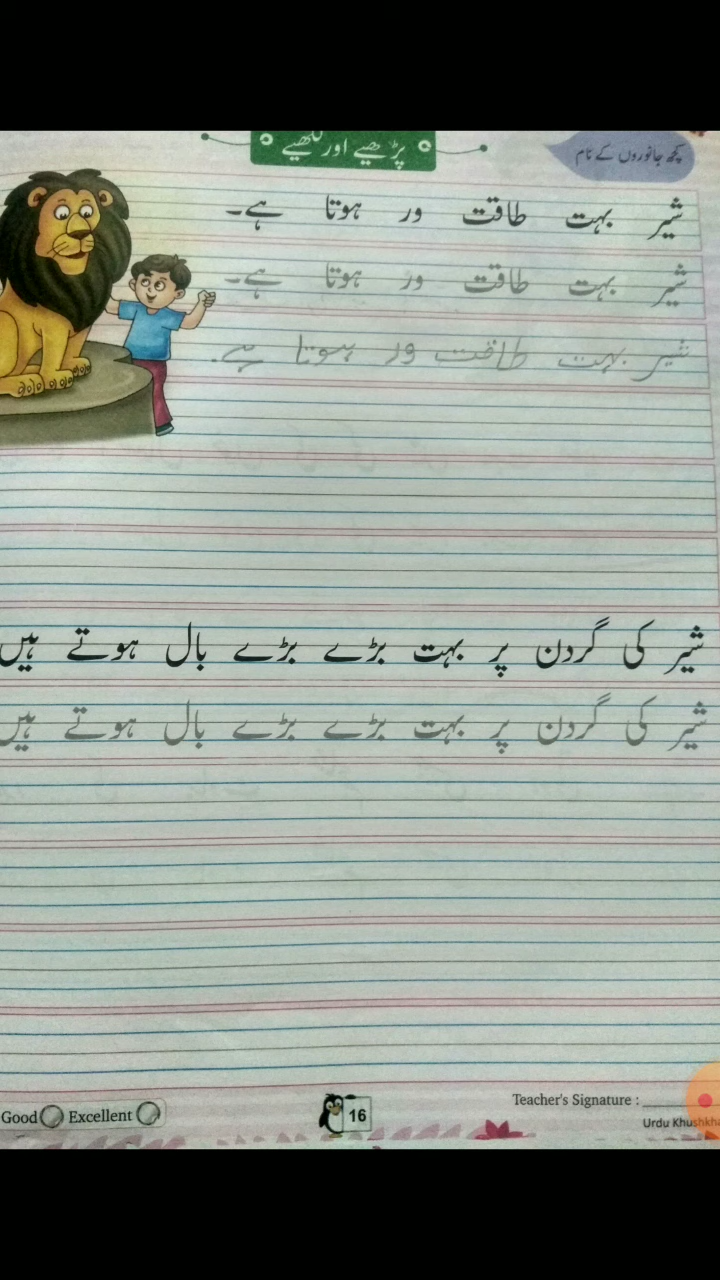 کچھ جانوروں کے نام
پڑھیے اور لکھیے
شیر بہت طاقت ور ہوتا ہے۔
شیر بہت طاقت ور ہوتا ہے۔
شیر بہت طاقت ور ہوتا ہے۔
شیر کی گردن پر بہت بڑے بڑے بال ہوتے ہیں
شیر کی گردن پر بہت بڑے بڑے بال ہوتے ہیں
Good Excellent
16
Teacher's Signature :
Urdu